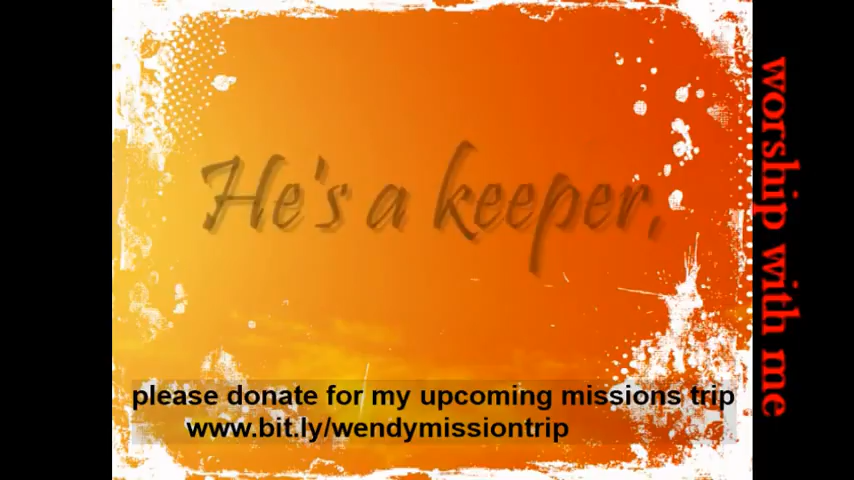 He's a keeper,
please donate for my upcoming missions trip
www.bit.ly/wendymissiontrip
worship with me